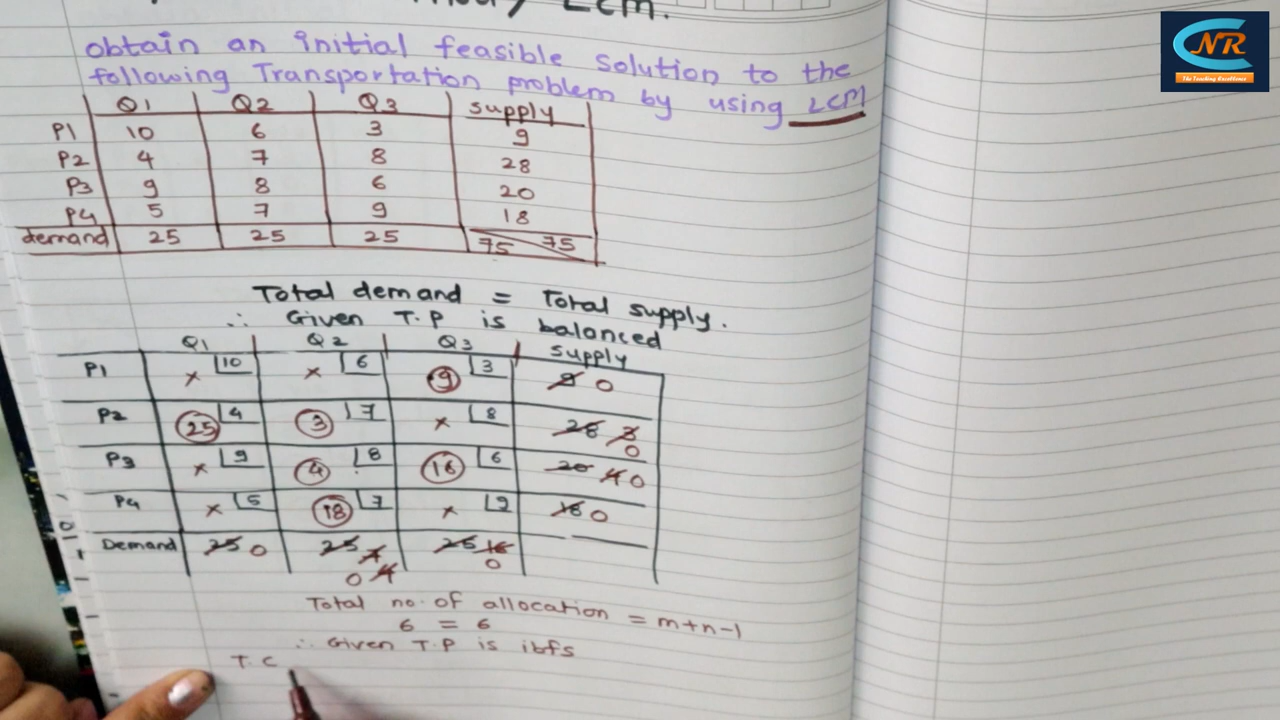 LCM.
NR
The Teaching Excellence
obtain an initial feasible solution to the
following Transportation problem by using LCM
Q1 Q2 Q3 supply
P1 10 6 3 9
P2 4 7 8 28
P3 9 8 6 20
P4 5 7 9 18
demand 25 25 25 75 75
Total demand = Total supply.
∴ Given T.P is balanced
Q1 Q2 Q3 supply
P1 × 10 × 6 9 3 9 0
P2 25 4 3 7 × 8 28 3 0
P3 × 9 4 8 16 6 20 4 0
P4 × 5 18 7 × 9 18 0
Demand 25 0 25 7 4 0 25 16 0
Total no. of allocation = m+n-1
6 = 6
∴ Given T.P is ibfs
T.C